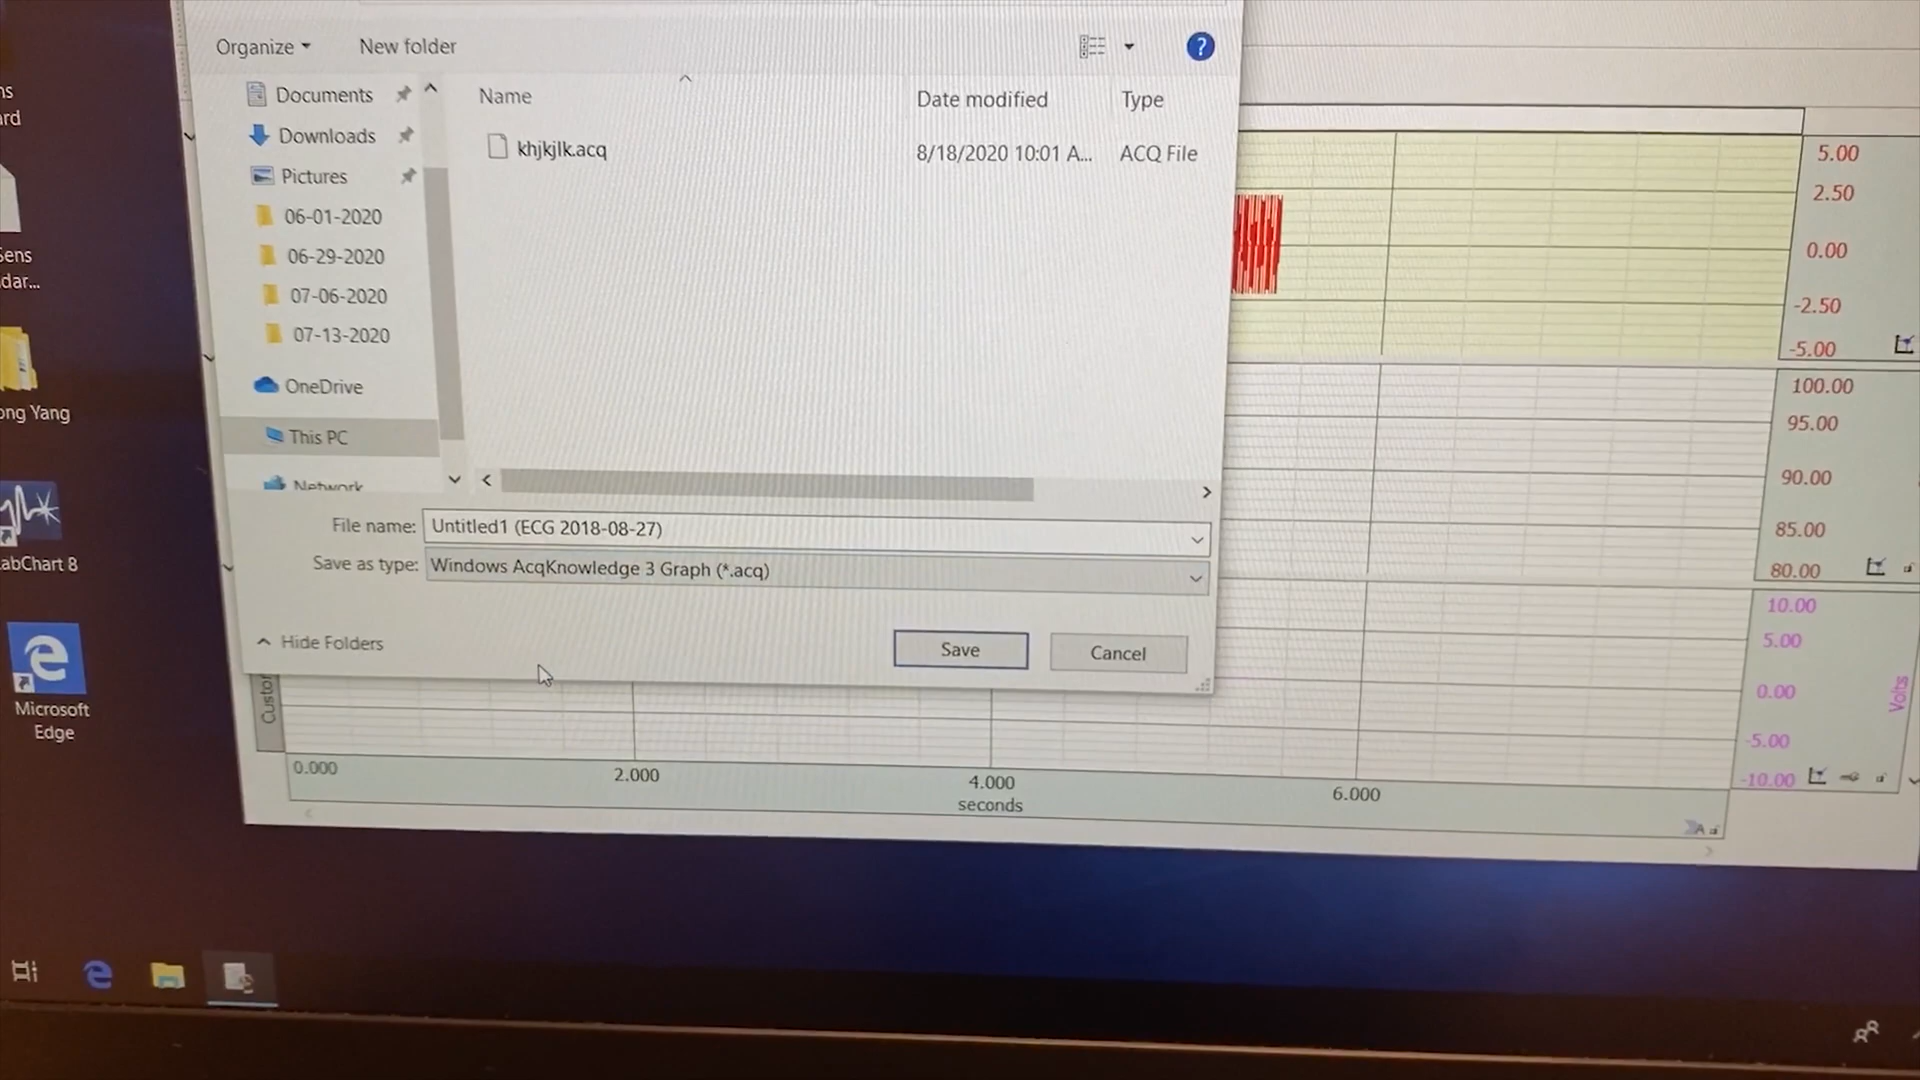 Organize
New folder
?
Name
Date modified
Type
khjkjlk.acq
8/18/2020 10:01 A...
ACQ File
Documents
Downloads
Pictures
06-01-2020
06-29-2020
07-06-2020
07-13-2020
OneDrive
This PC
Network
File name: Untitled1 (ECG 2018-08-27)
Save as type: Windows AcqKnowledge 3 Graph (*.acq)
Hide Folders
Save
Cancel
5.00
2.50
0.00
-2.50
-5.00
100.00
95.00
90.00
85.00
80.00
10.00
5.00
0.00
-5.00
-10.00
Volts
Custo
0.000
2.000
4.000
6.000
seconds
ns
ard
Sens
dar...
ong Yang
abChart 8
Microsoft
Edge